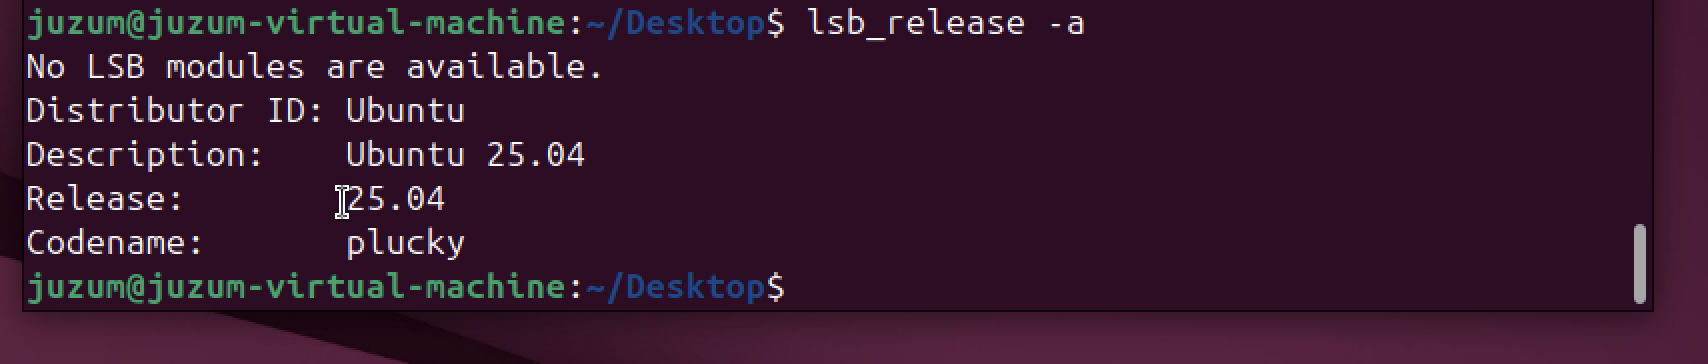 juzum@juzum-virtual-machine:~/Desktop$ lsb_release -a
No LSB modules are available.
Distributor ID: Ubuntu
Description:    Ubuntu 25.04
Release:        25.04
Codename:       plucky
juzum@juzum-virtual-machine:~/Desktop$